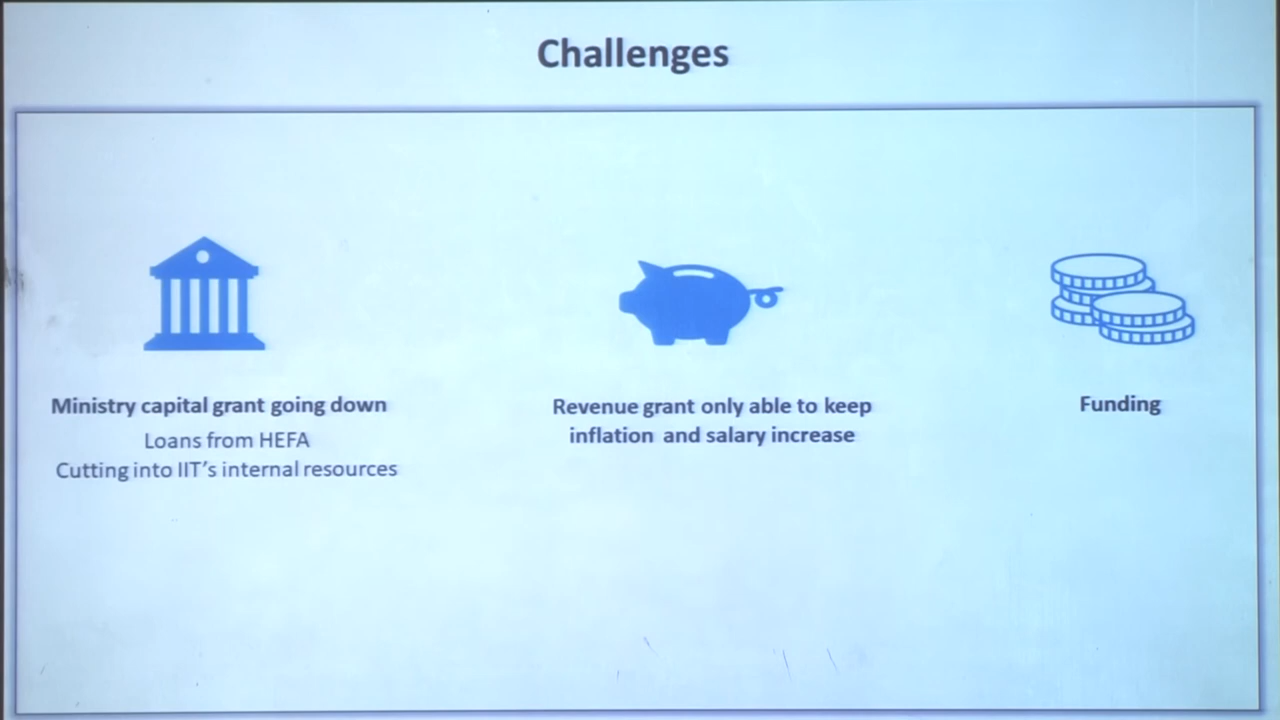 Challenges
Ministry capital grant going down
Loans from HEFA
Cutting into IIT's internal resources
Revenue grant only able to keep
inflation and salary increase
Funding